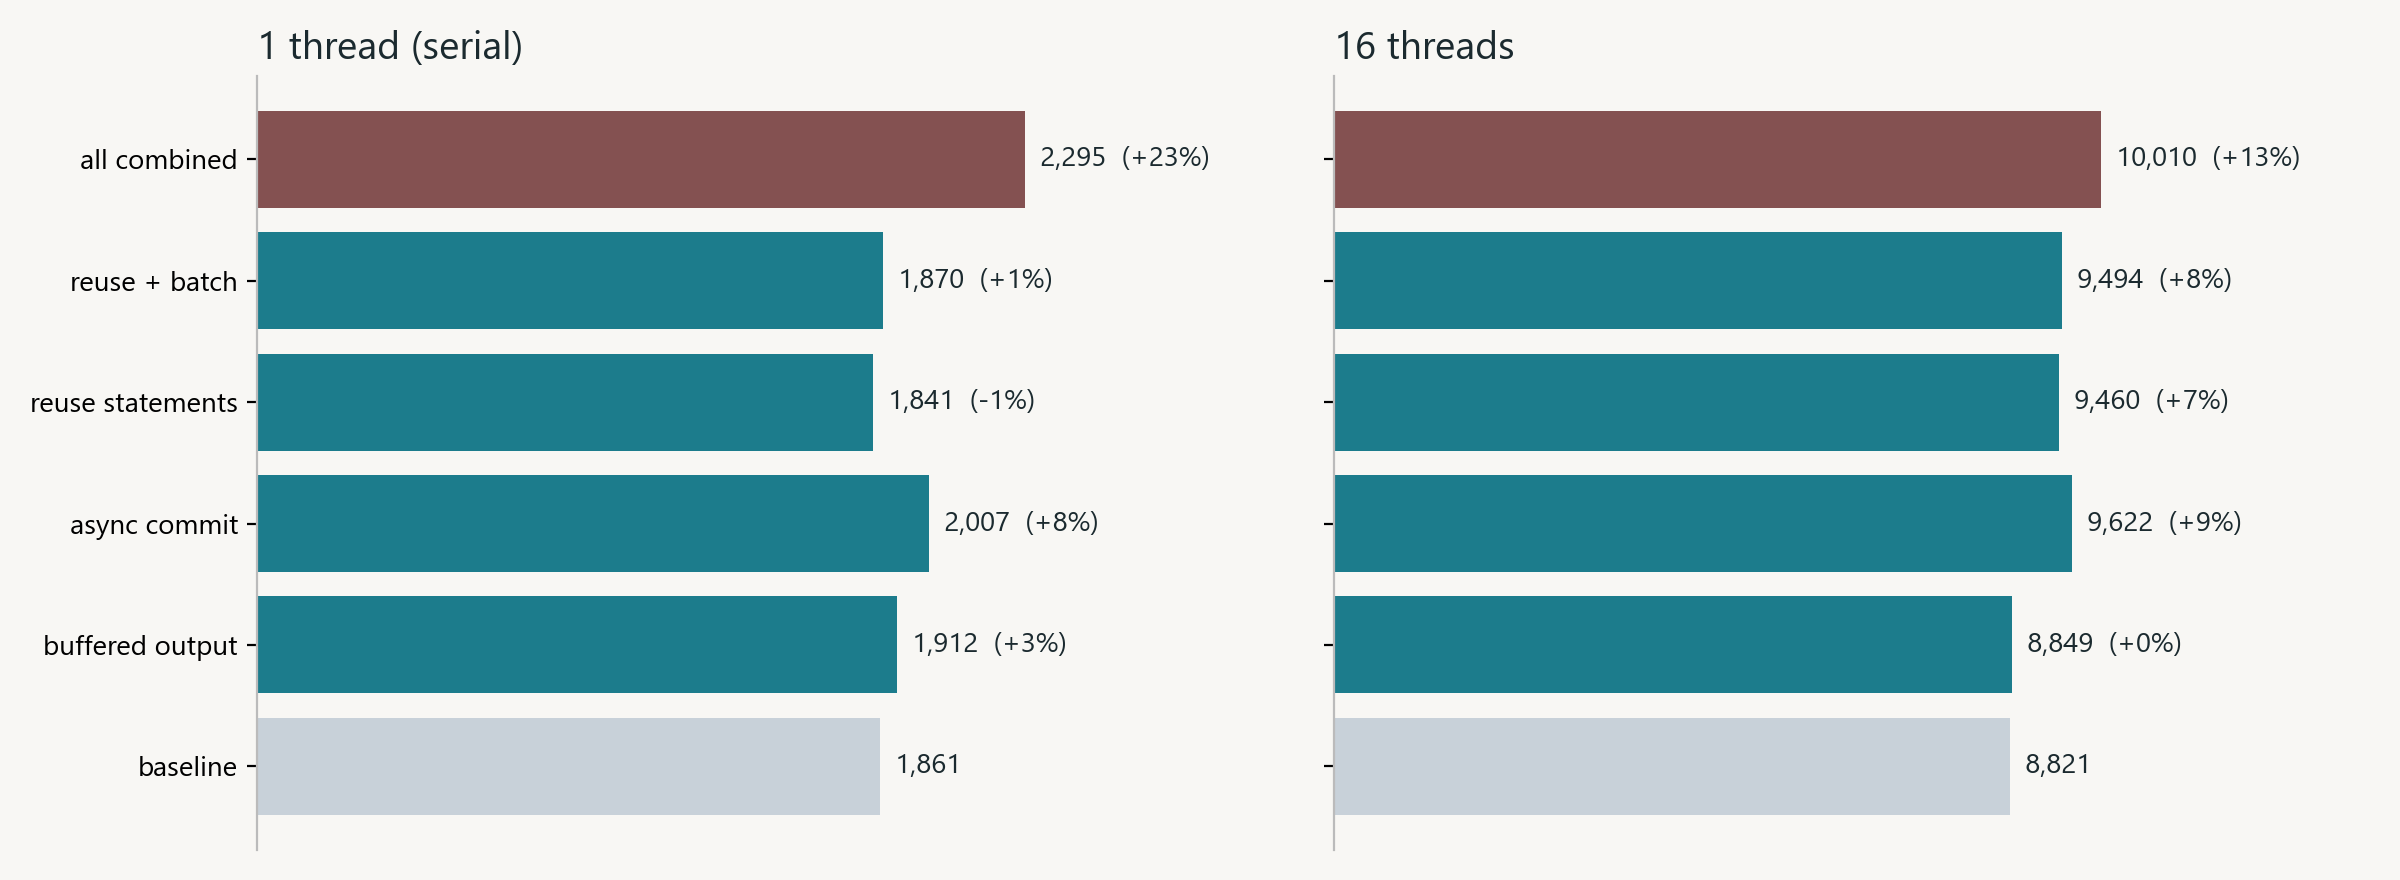 1 thread (serial)
all combined
2,295 (+23%)
reuse + batch
1,870 (+1%)
reuse statements
1,841 (-1%)
async commit
2,007 (+8%)
buffered output
1,912 (+3%)
baseline
1,861
16 threads
10,010 (+13%)
9,494 (+8%)
9,460 (+7%)
9,622 (+9%)
8,849 (+0%)
8,821